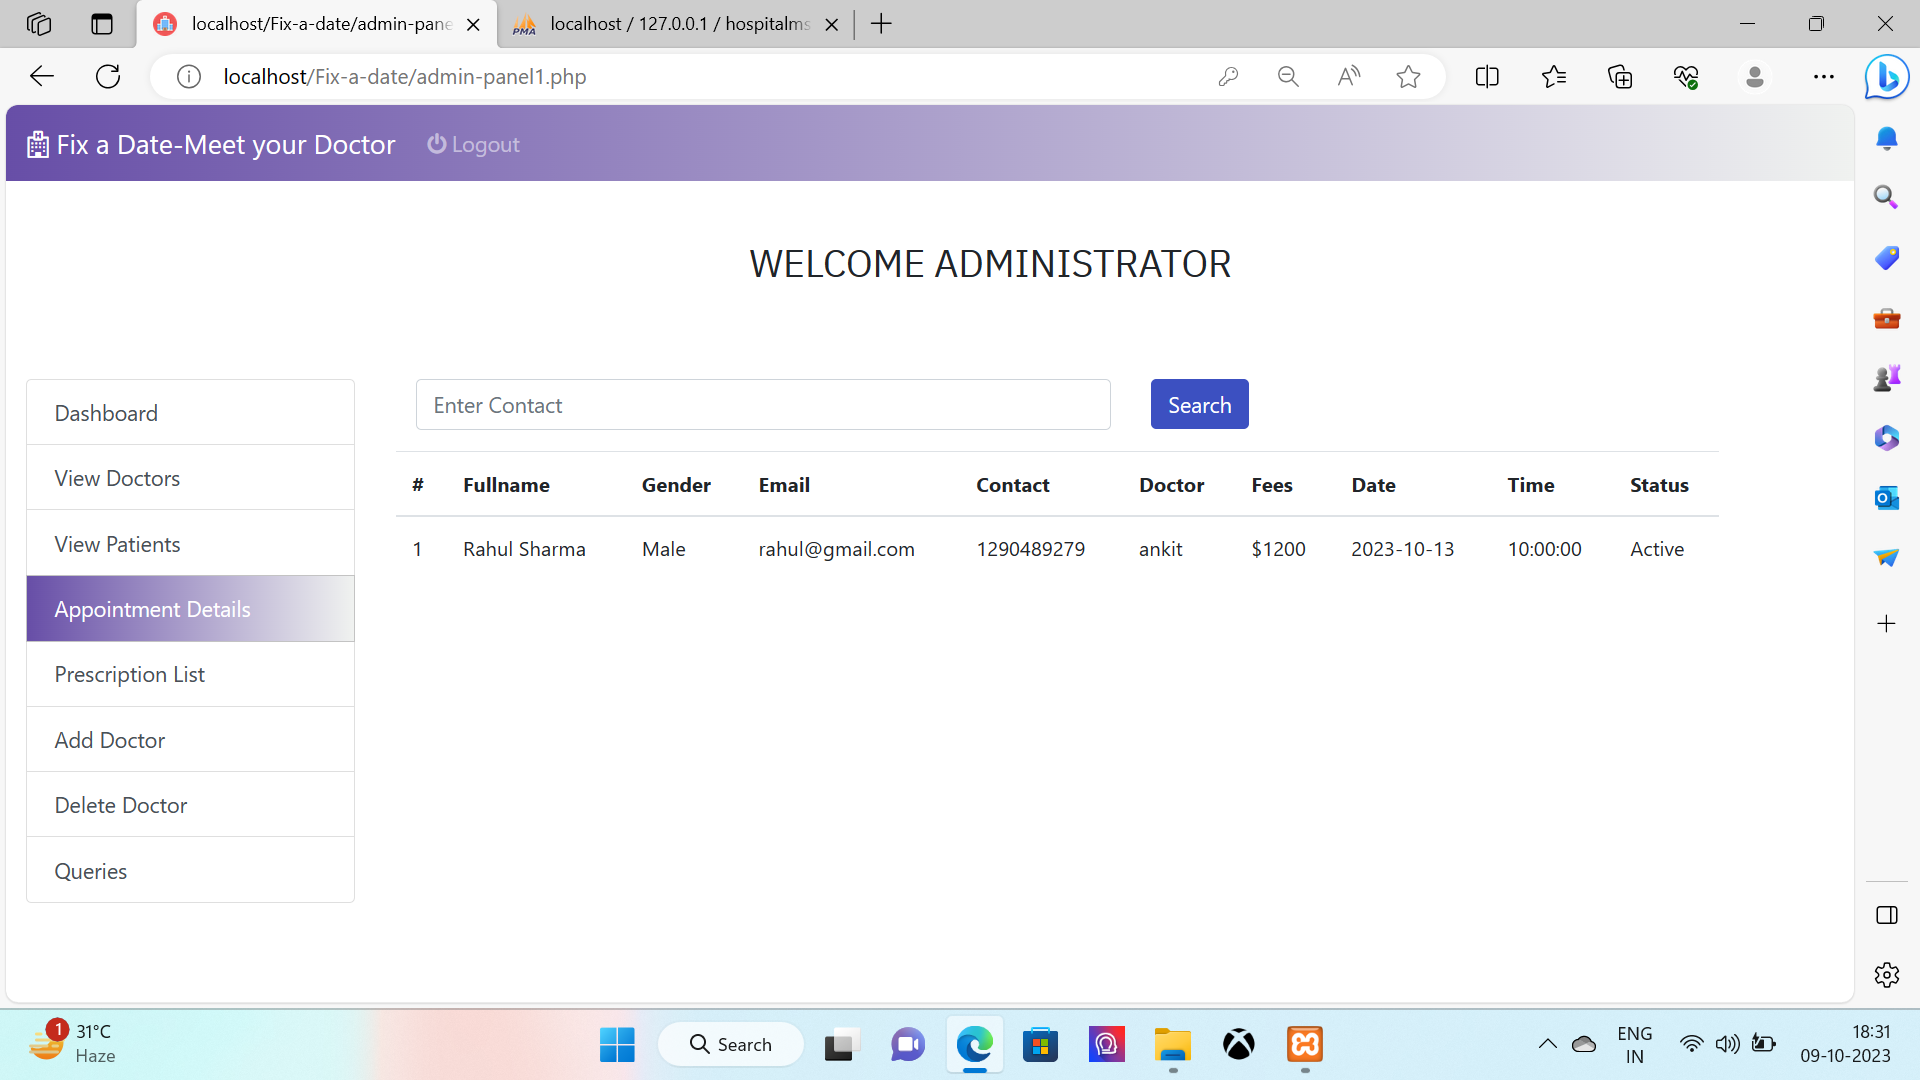 localhost/Fix-a-date/admin-pane
PMA
localhost / 127.0.0.1 / hospitalms
localhost/Fix-a-date/admin-panel1.php
Fix a Date-Meet your Doctor
Logout
WELCOME ADMINISTRATOR
Dashboard
View Doctors
View Patients
Appointment Details
Prescription List
Add Doctor
Delete Doctor
Queries
Enter Contact
Search
# Fullname Gender Email Contact Doctor Fees Date Time Status
1 Rahul Sharma Male rahul@gmail.com 1290489279 ankit $1200 2023-10-13 10:00:00 Active
1
31°C
Haze
Search
ENG
IN
18:31
09-10-2023